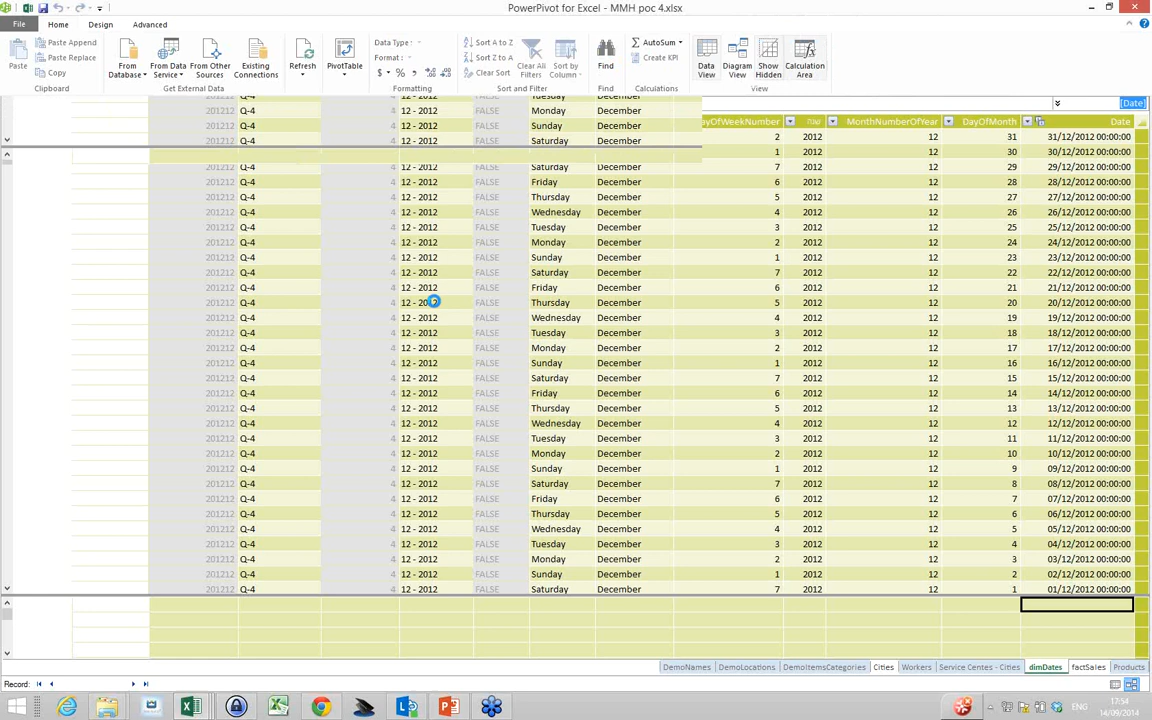 PowerPivot for Excel - MMH poc 4.xlsx
File Home Design Advanced
Paste
Paste Append
Paste Replace
Copy
Clipboard
From Database
From Data Service
From Other Sources
Existing Connections
Get External Data
Refresh
PivotTable
Data Type :
Format :
$ % ,
Formatting
Sort A to Z
Sort Z to A
Clear Sort
Clear All Filters
Sort by Column
Sort and Filter
Find
Find
AutoSum
Create KPI
Calculations
Data View
Diagram View
Show Hidden
Calculation Area
View
[Date]
201212 Q-4 12 - 2012 FALSE Tuesday December
201212 Q-4 4 12 - 2012 FALSE Monday December
201212 Q-4 4 12 - 2012 FALSE Sunday December
201212 Q-4 4 12 - 2012 FALSE Saturday December
DayOfWeekNumber שנה MonthNumberOfYear DayOfMonth Date
2 2012 12 31 31/12/2012 00:00:00
1 2012 12 30 30/12/2012 00:00:00
201212 Q-4 4 12 - 2012 FALSE Saturday December 7 2012 12 29 29/12/2012 00:00:00
201212 Q-4 4 12 - 2012 FALSE Friday December 6 2012 12 28 28/12/2012 00:00:00
201212 Q-4 4 12 - 2012 FALSE Thursday December 5 2012 12 27 27/12/2012 00:00:00
201212 Q-4 4 12 - 2012 FALSE Wednesday December 4 2012 12 26 26/12/2012 00:00:00
201212 Q-4 4 12 - 2012 FALSE Tuesday December 3 2012 12 25 25/12/2012 00:00:00
201212 Q-4 4 12 - 2012 FALSE Monday December 2 2012 12 24 24/12/2012 00:00:00
201212 Q-4 4 12 - 2012 FALSE Sunday December 1 2012 12 23 23/12/2012 00:00:00
201212 Q-4 4 12 - 2012 FALSE Saturday December 7 2012 12 22 22/12/2012 00:00:00
201212 Q-4 4 12 - 2012 FALSE Friday December 6 2012 12 21 21/12/2012 00:00:00
201212 Q-4 4 12 - 2012 FALSE Thursday December 5 2012 12 20 20/12/2012 00:00:00
201212 Q-4 4 12 - 2012 FALSE Wednesday December 4 2012 12 19 19/12/2012 00:00:00
201212 Q-4 4 12 - 2012 FALSE Tuesday December 3 2012 12 18 18/12/2012 00:00:00
201212 Q-4 4 12 - 2012 FALSE Monday December 2 2012 12 17 17/12/2012 00:00:00
201212 Q-4 4 12 - 2012 FALSE Sunday December 1 2012 12 16 16/12/2012 00:00:00
201212 Q-4 4 12 - 2012 FALSE Saturday December 7 2012 12 15 15/12/2012 00:00:00
201212 Q-4 4 12 - 2012 FALSE Friday December 6 2012 12 14 14/12/2012 00:00:00
201212 Q-4 4 12 - 2012 FALSE Thursday December 5 2012 12 13 13/12/2012 00:00:00
201212 Q-4 4 12 - 2012 FALSE Wednesday December 4 2012 12 12 12/12/2012 00:00:00
201212 Q-4 4 12 - 2012 FALSE Tuesday December 3 2012 12 11 11/12/2012 00:00:00
201212 Q-4 4 12 - 2012 FALSE Monday December 2 2012 12 10 10/12/2012 00:00:00
201212 Q-4 4 12 - 2012 FALSE Sunday December 1 2012 12 9 09/12/2012 00:00:00
201212 Q-4 4 12 - 2012 FALSE Saturday December 7 2012 12 8 08/12/2012 00:00:00
201212 Q-4 4 12 - 2012 FALSE Friday December 6 2012 12 7 07/12/2012 00:00:00
201212 Q-4 4 12 - 2012 FALSE Thursday December 5 2012 12 6 06/12/2012 00:00:00
201212 Q-4 4 12 - 2012 FALSE Wednesday December 4 2012 12 5 05/12/2012 00:00:00
201212 Q-4 4 12 - 2012 FALSE Tuesday December 3 2012 12 4 04/12/2012 00:00:00
201212 Q-4 4 12 - 2012 FALSE Monday December 2 2012 12 3 03/12/2012 00:00:00
201212 Q-4 4 12 - 2012 FALSE Sunday December 1 2012 12 2 02/12/2012 00:00:00
201212 Q-4 4 12 - 2012 FALSE Saturday December 7 2012 12 1 01/12/2012 00:00:00
DemoNames DemoLocations DemoItemsCategories Cities Workers Service Centes - Cities dimDates factSales Products
Record:
ENG
17:54
14/09/2014